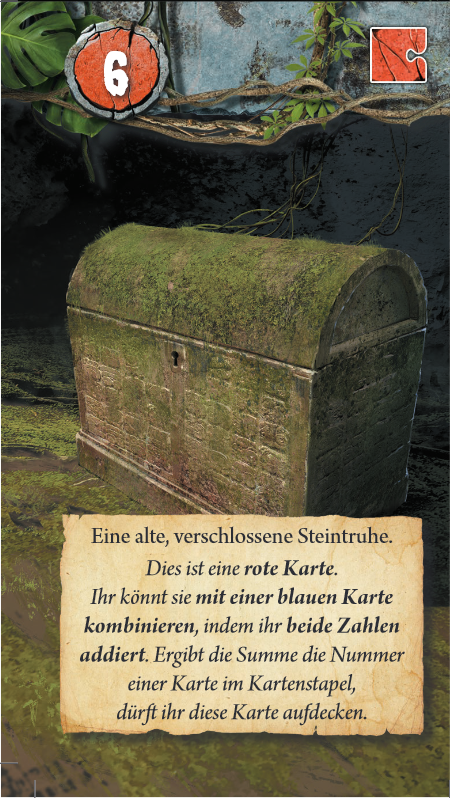 6
Eine alte, verschlossene Steintruhe.
Dies ist eine rote Karte.
Ihr könnt sie mit einer blauen Karte
kombinieren, indem ihr beide Zahlen
addiert. Ergibt die Summe die Nummer
einer Karte im Kartenstapel,
dürft ihr diese Karte aufdecken.